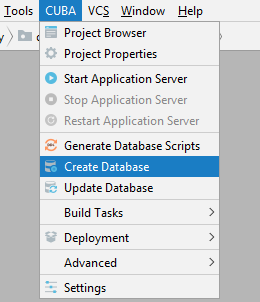 Tools CUBA VCS Window Help
Project Browser
Project Properties
Start Application Server
Stop Application Server
Restart Application Server
Generate Database Scripts
Create Database
Update Database
Build Tasks
Deployment
Advanced
Settings